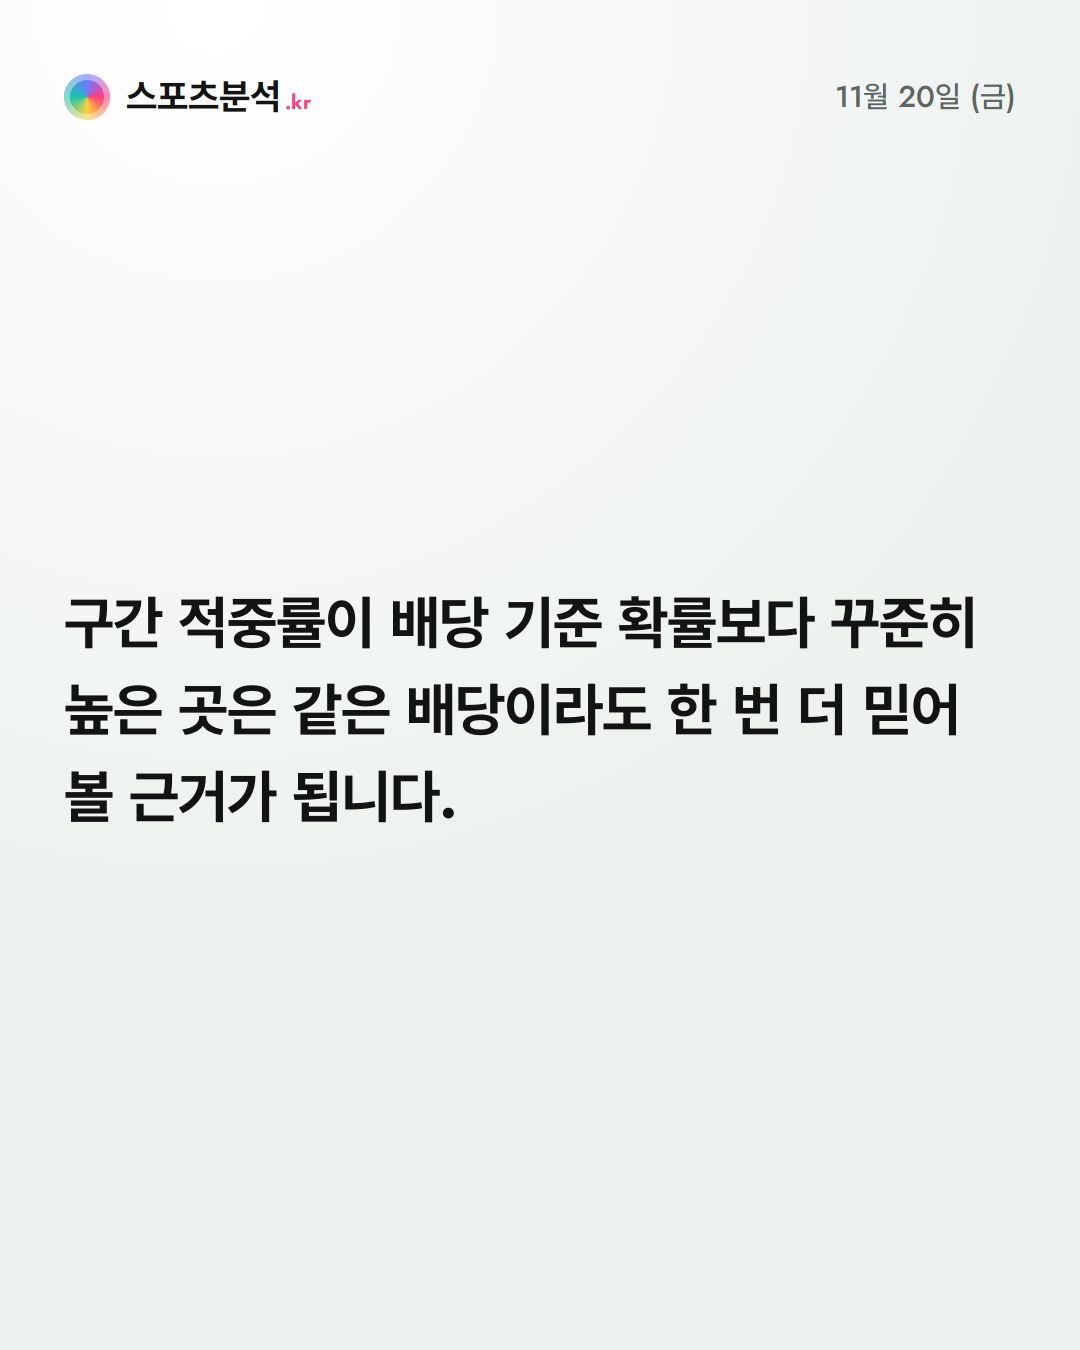 스포츠분석.kr
11월 20일 (금)
구간 적중률이 배당 기준 확률보다 꾸준히
높은 곳은 같은 배당이라도 한 번 더 믿어
볼 근거가 됩니다.